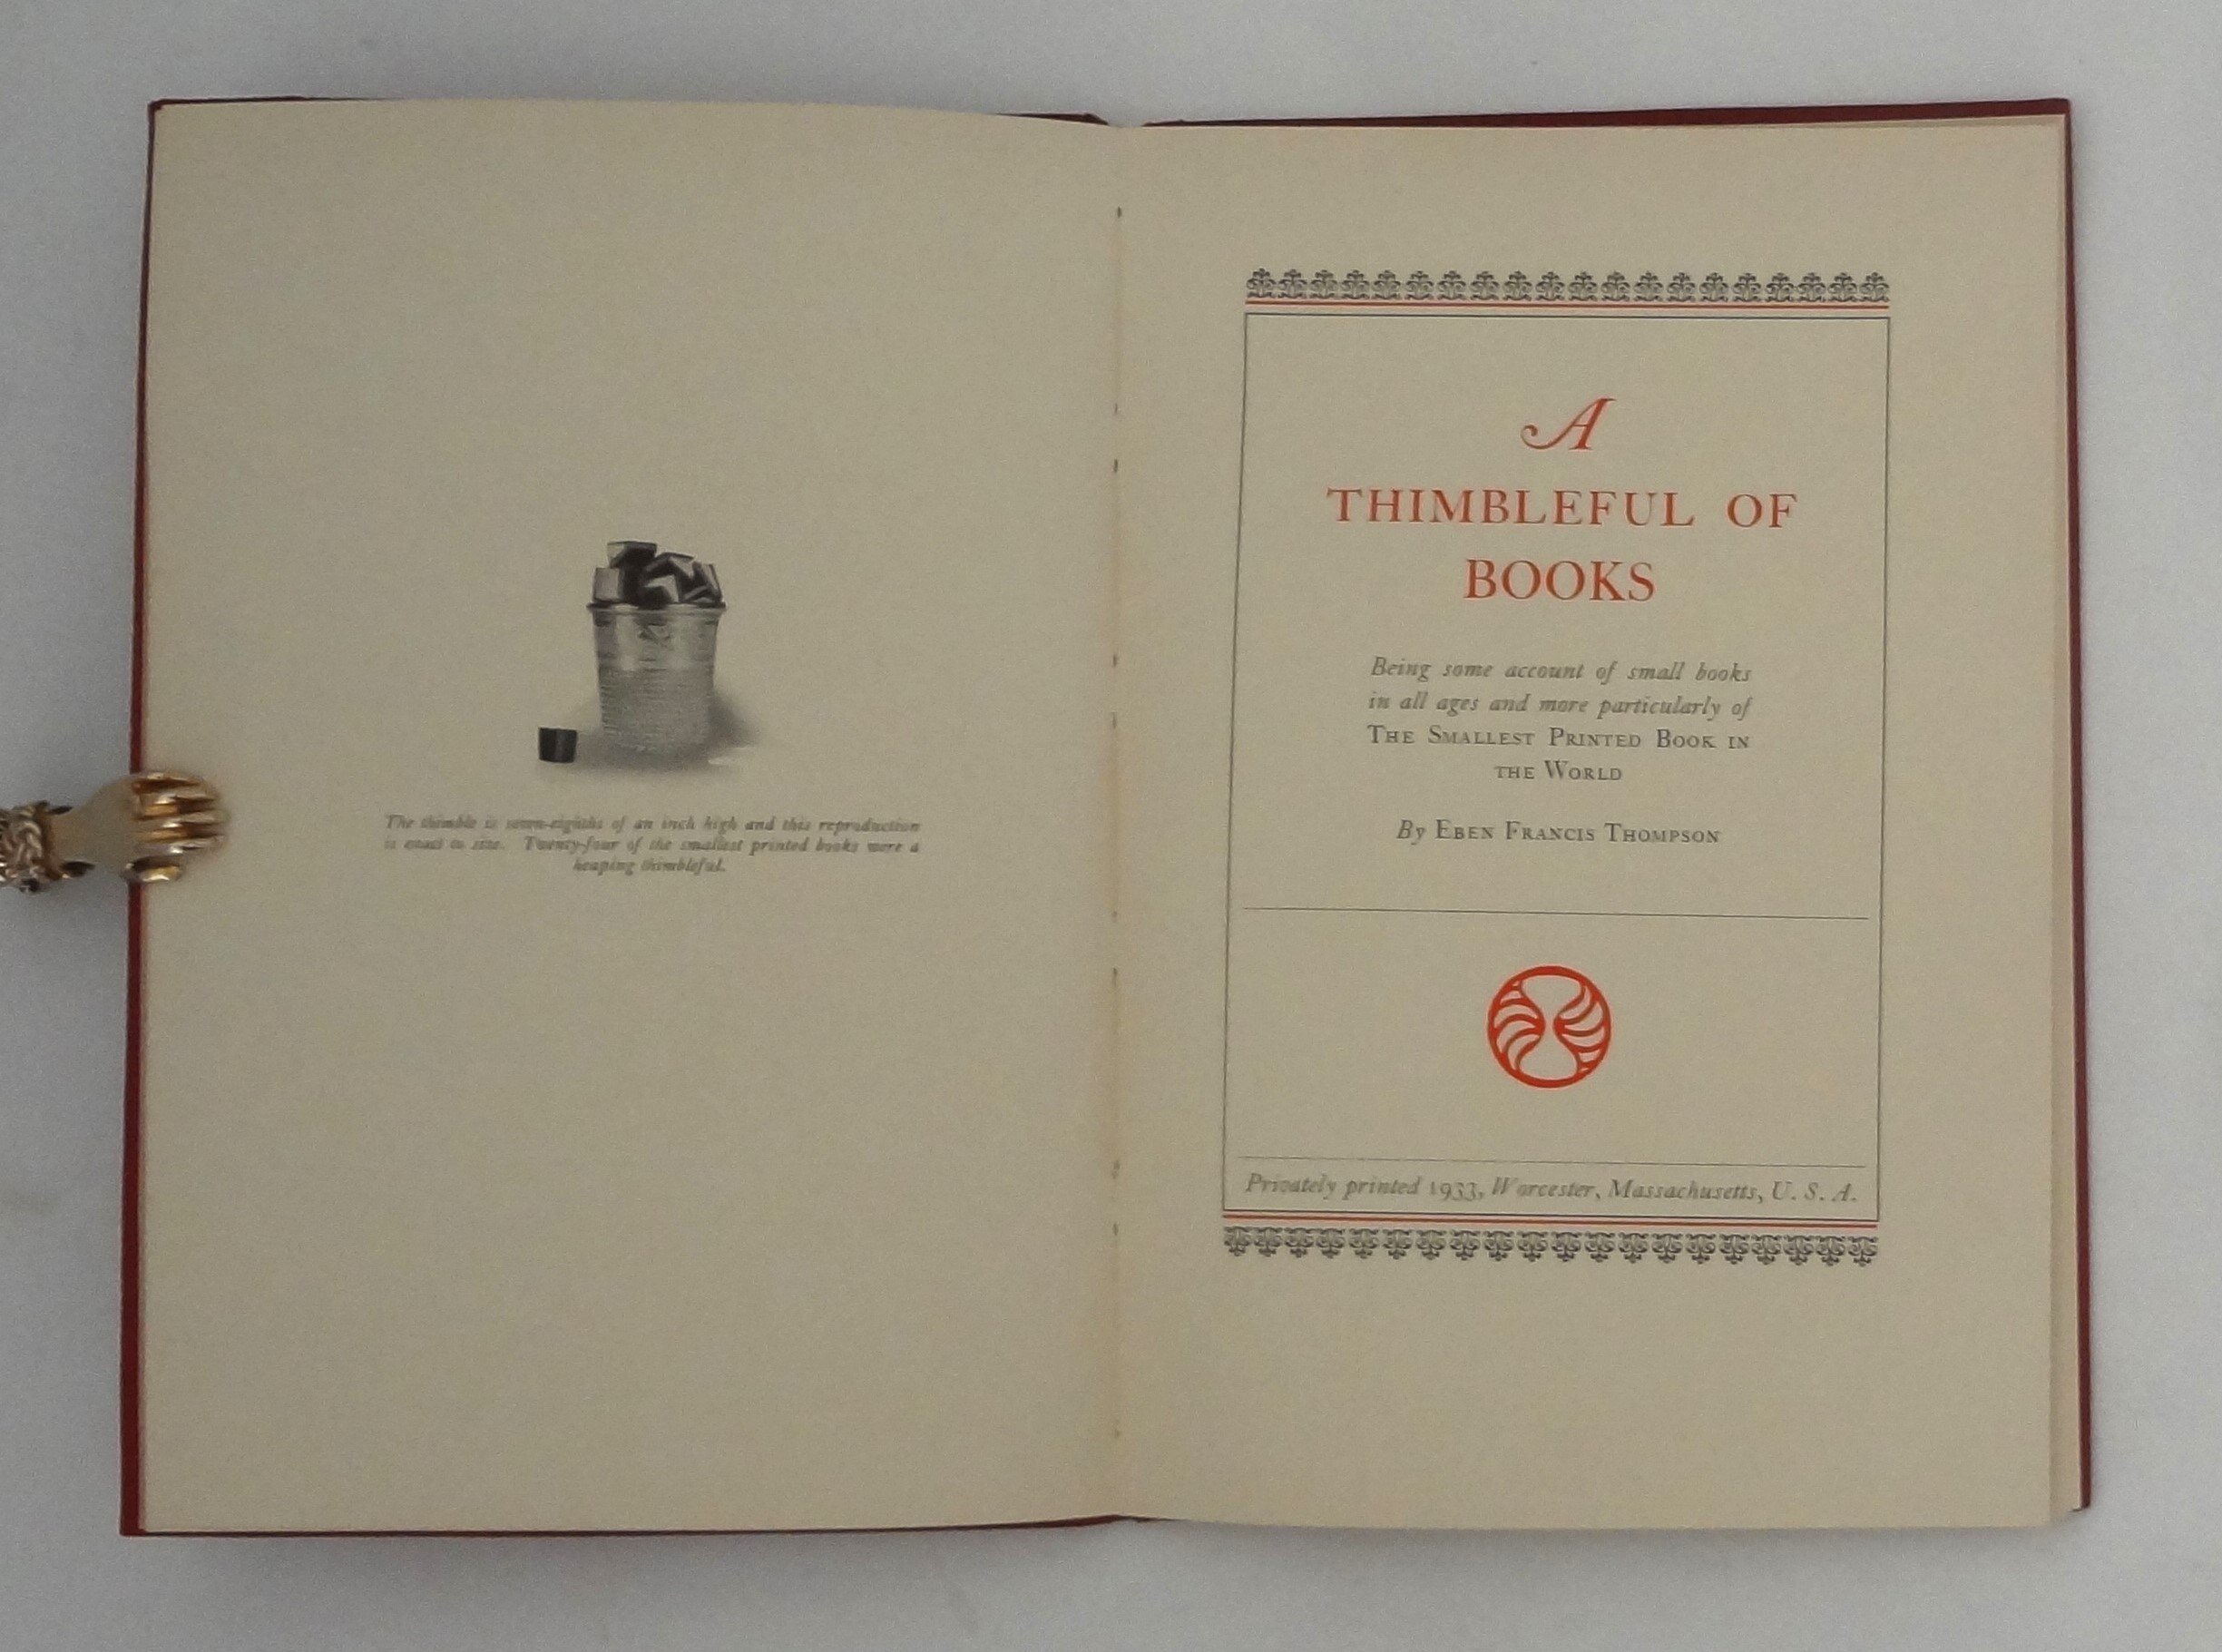 The thimble is seven-eighths of an inch high and this reproduction
is exact in size. Twenty-four of the smallest printed books were a
heaping thimbleful.
A
THIMBLEFUL OF
BOOKS
Being some account of small books
in all ages and more particularly of
THE SMALLEST PRINTED BOOK IN
THE WORLD
By EBEN FRANCIS THOMPSON
Privately printed 1933, Worcester, Massachusetts, U. S. A.